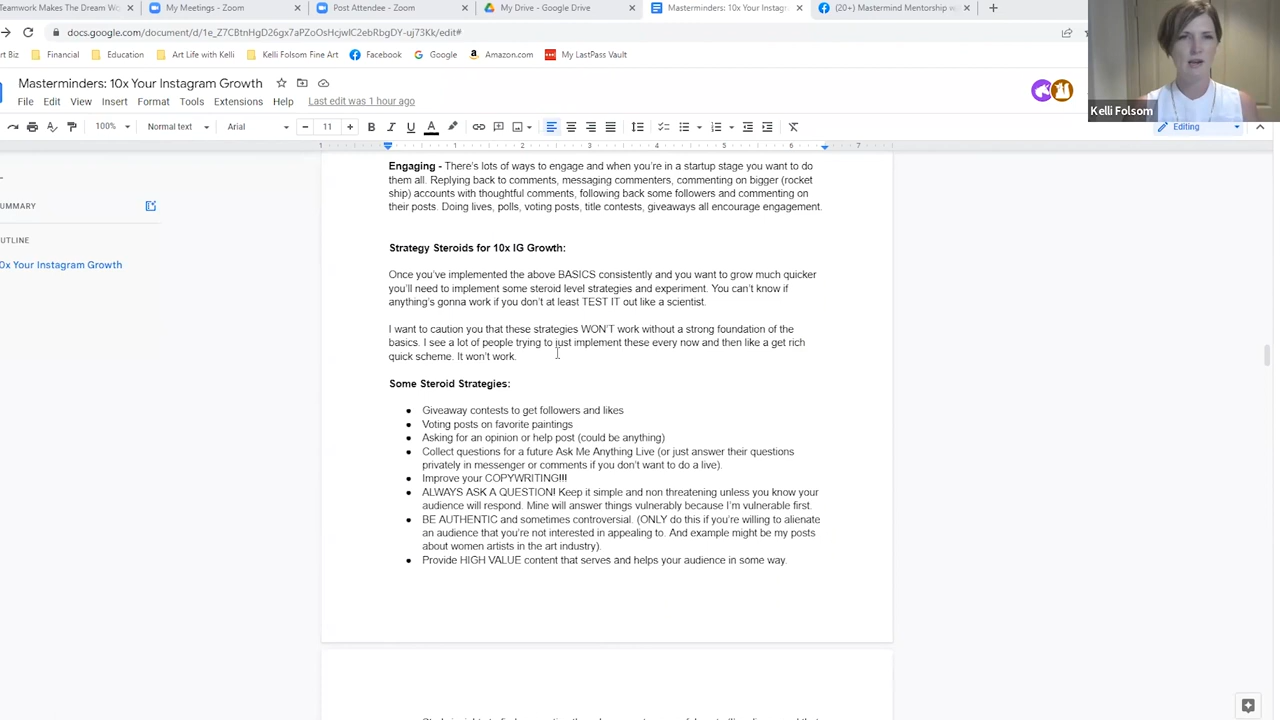 Teamwork Makes The Dream Wo
My Meetings - Zoom
Post Attendee - Zoom
My Drive - Google Drive
Masterminders: 10x Your Instag
(20+) Mastermind Mentorship w
docs.google.com/document/d/1e_Z7CBtnHgD26gx7aPZoOsHcjwlC2ebRbgDY-uj73Kk/edit#
rt Biz
Financial
Education
Art Life with Kelli
Kelli Folsom Fine Art
Facebook
Google
Amazon.com
My LastPass Vault
Masterminders: 10x Your Instagram Growth
File Edit View Insert Format Tools Extensions Help Last edit was 1 hour ago
Kelli Folsom
100% Normal text Arial 11 B I U A Editing
1 1 2 3 4 5 6 7
UMMARY
UTLINE
0x Your Instagram Growth
Engaging - There's lots of ways to engage and when you're in a startup stage you want to do
them all. Replying back to comments, messaging commenters, commenting on bigger (rocket
ship) accounts with thoughtful comments, following back some followers and commenting on
their posts. Doing lives, polls, voting posts, title contests, giveaways all encourage engagement.
Strategy Steroids for 10x IG Growth:
Once you've implemented the above BASICS consistently and you want to grow much quicker
you'll need to implement some steroid level strategies and experiment. You can't know if
anything's gonna work if you don't at least TEST IT out like a scientist.
I want to caution you that these strategies WON'T work without a strong foundation of the
basics. I see a lot of people trying to just implement these every now and then like a get rich
quick scheme. It won't work.
Some Steroid Strategies:
● Giveaway contests to get followers and likes
● Voting posts on favorite paintings
● Asking for an opinion or help post (could be anything)
● Collect questions for a future Ask Me Anything Live (or just answer their questions
privately in messenger or comments if you don't want to do a live).
● Improve your COPYWRITING!!!
● ALWAYS ASK A QUESTION! Keep it simple and non threatening unless you know your
audience will respond. Mine will answer things vulnerably because I'm vulnerable first.
● BE AUTHENTIC and sometimes controversial. (ONLY do this if you're willing to alienate
an audience that you're not interested in appealing to. And example might be my posts
about women artists in the art industry).
● Provide HIGH VALUE content that serves and helps your audience in some way.